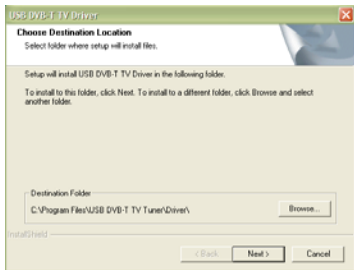 USB DVB-T TV Driver
Choose Destination Location
Select folder where setup will install files.
Setup will install USB DVB-T TV Driver in the following folder.
To install to this folder, click Next. To install to a different folder, click Browse and select
another folder.
Destination Folder
C:\Program Files\USB DVB-T TV Tuner\Driver\
Browse...
InstallShield
< Back
Next >
Cancel